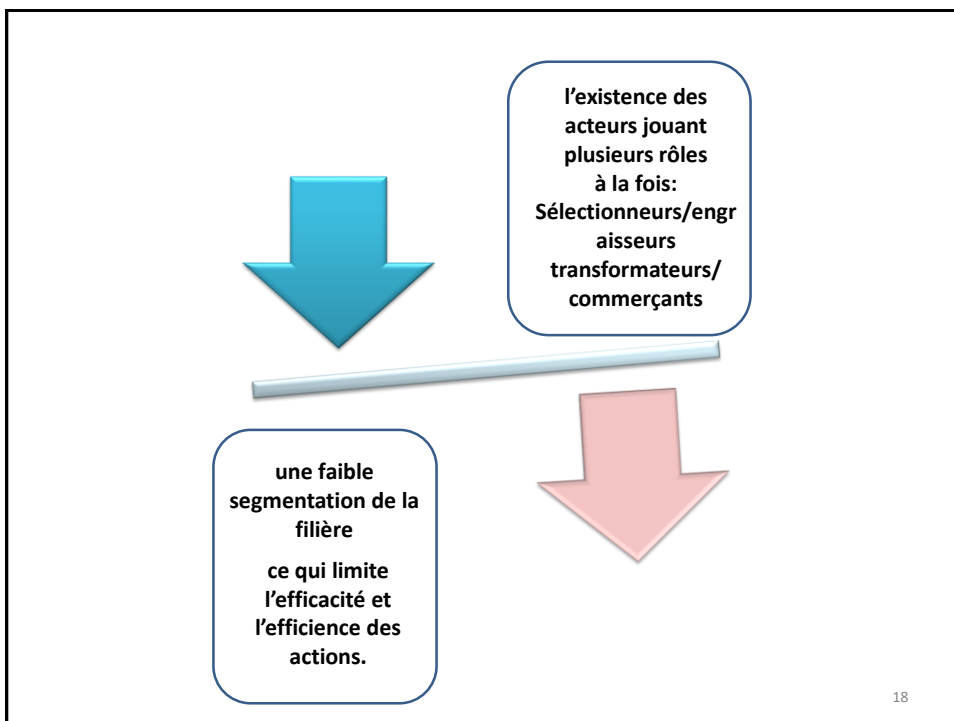 l'existence des
acteurs jouant
plusieurs rôles
à la fois:
Sélectionneurs/engr
aisseurs
transformateurs/
commerçants
une faible
segmentation de la
filière
ce qui limite
l'efficacité et
l'efficience des
actions.
18